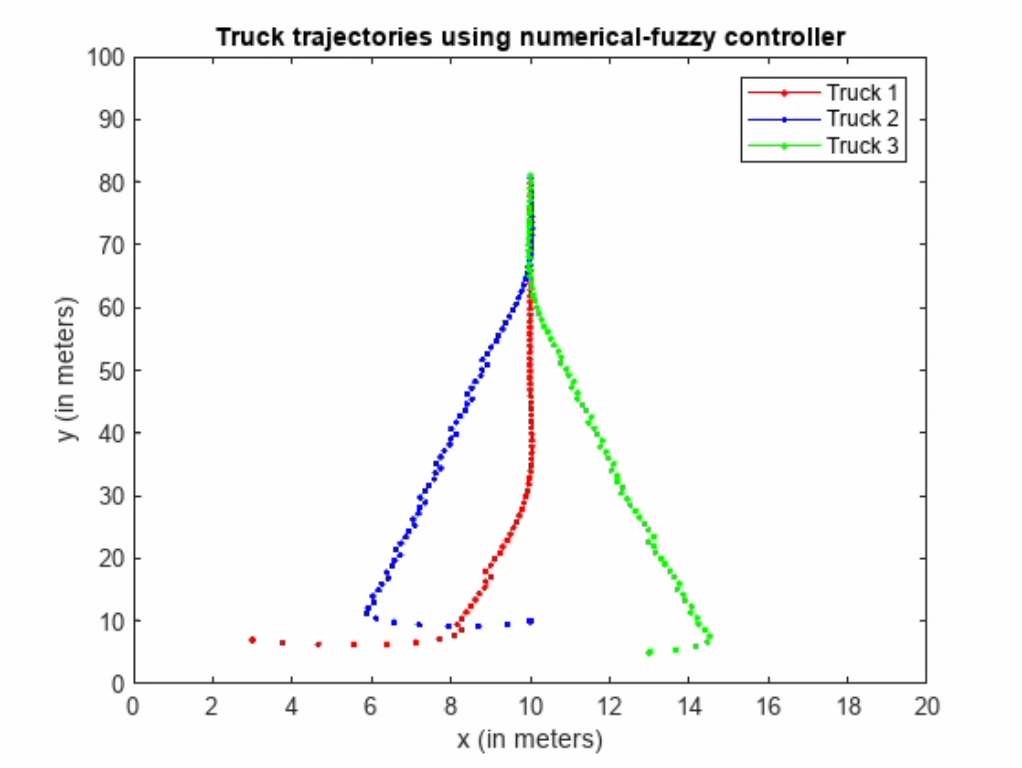 Truck trajectories using numerical-fuzzy controller
100
90
80
70
60
50
40
30
20
10
0
y (in meters)
Truck 1
Truck 2
Truck 3
0 2 4 6 8 10 12 14 16 18 20
x (in meters)